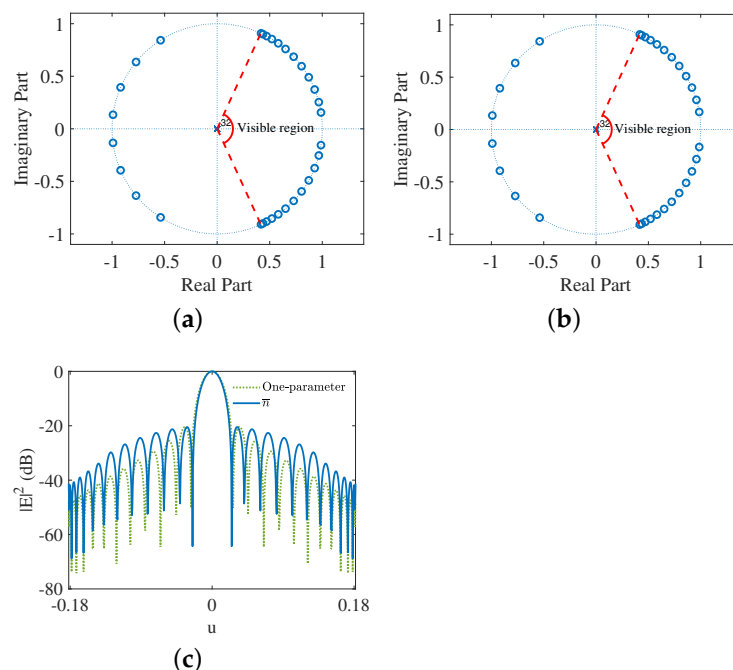 1
0.5
0
-0.5
-1
Imaginary Part
32
Visible region
-1 -0.5 0 0.5 1
Real Part
(a)
1
0.5
0
-0.5
-1
Imaginary Part
32
Visible region
-1 -0.5 0 0.5 1
Real Part
(b)
0
-20
-40
-60
-80
|E|² (dB)
One-parameter
n̅
-0.18 0 0.18
u
(c)